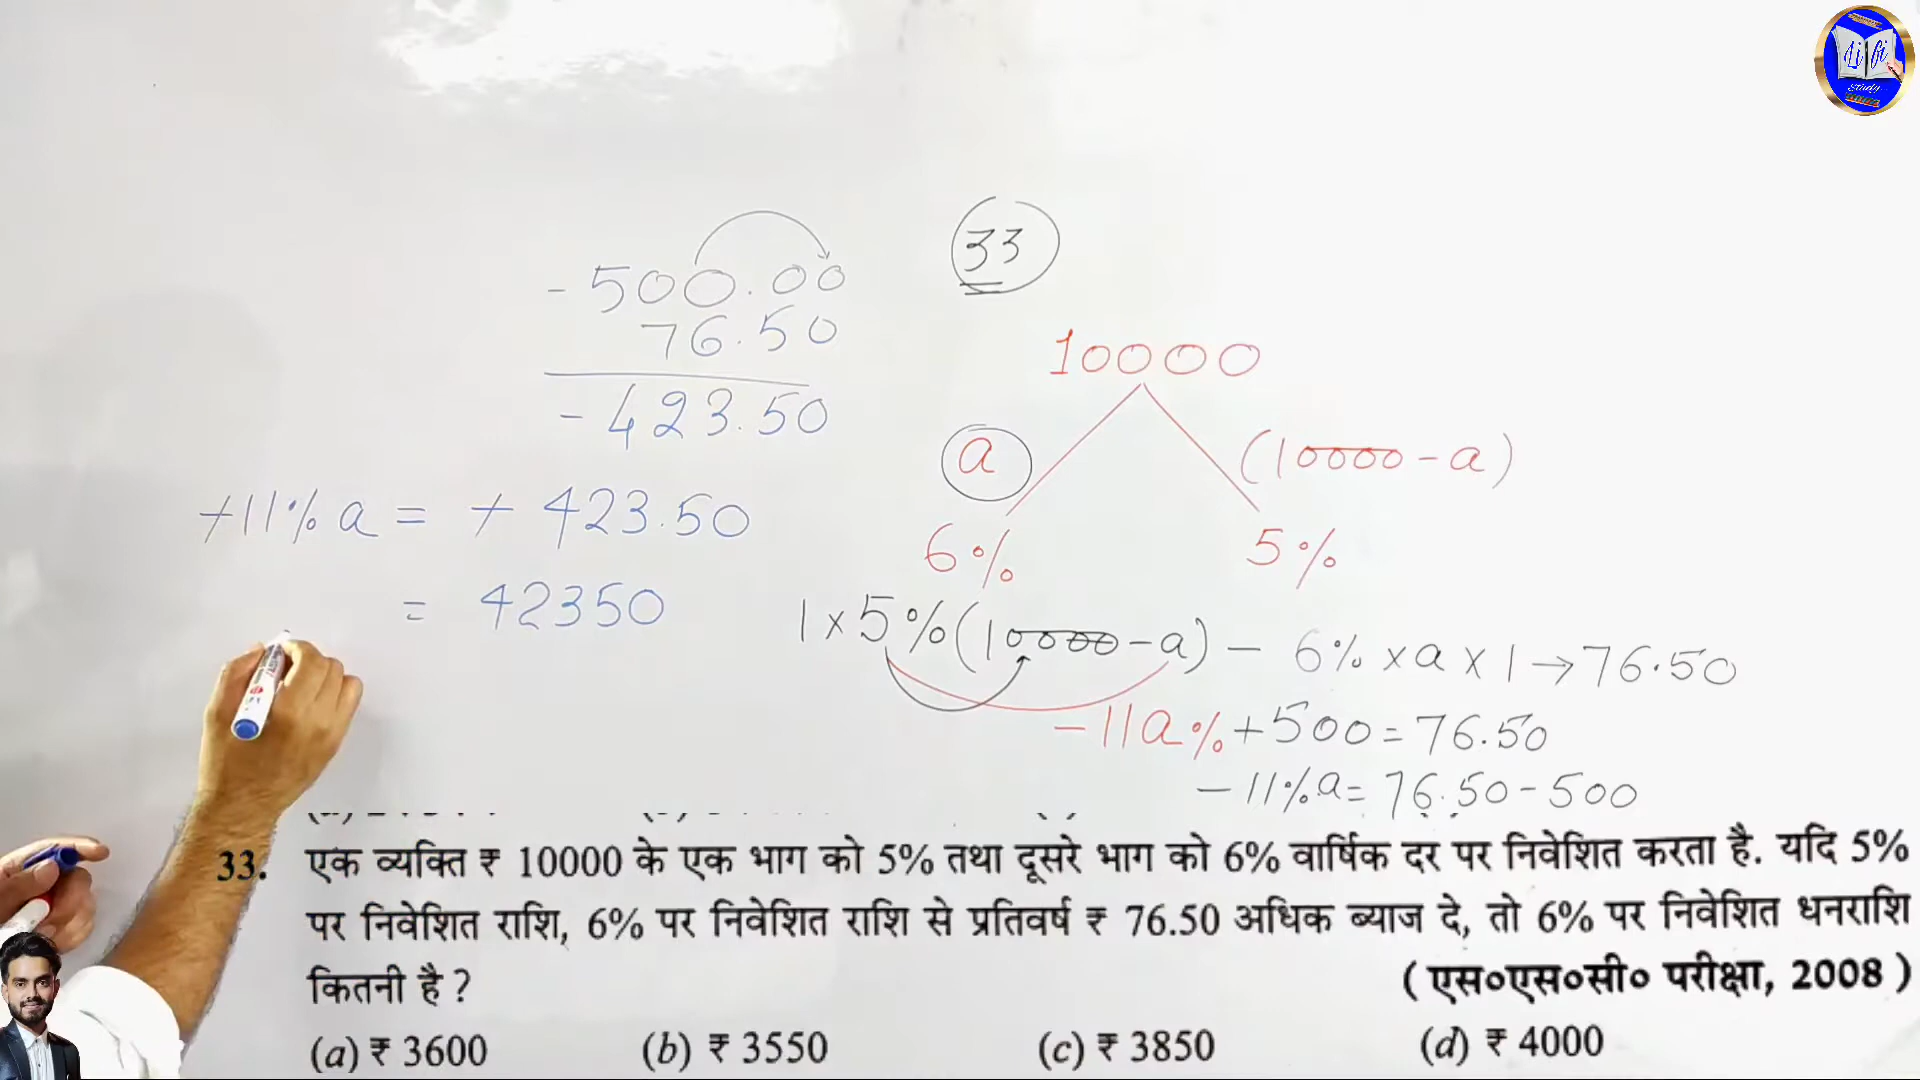 Li Gi
Study
33
- 500.00
76.50
- 423.50
10000
a
(10000 - a)
6%
5%
+11% a = + 423.50
= 42350
1 × 5% (10000 - a) - 6% × a × 1 → 76.50
- 11a% + 500 = 76.50
- 11% a = 76.50 - 500
33. एक व्यक्ति ₹ 10000 के एक भाग को 5% तथा दूसरे भाग को 6% वार्षिक दर पर निवेशित करता है. यदि 5%
पर निवेशित राशि, 6% पर निवेशित राशि से प्रतिवर्ष ₹ 76.50 अधिक ब्याज दे, तो 6% पर निवेशित धनराशि
कितनी है ?
( एस०एस०सी० परीक्षा, 2008 )
(a) ₹ 3600 (b) ₹ 3550 (c) ₹ 3850 (d) ₹ 4000